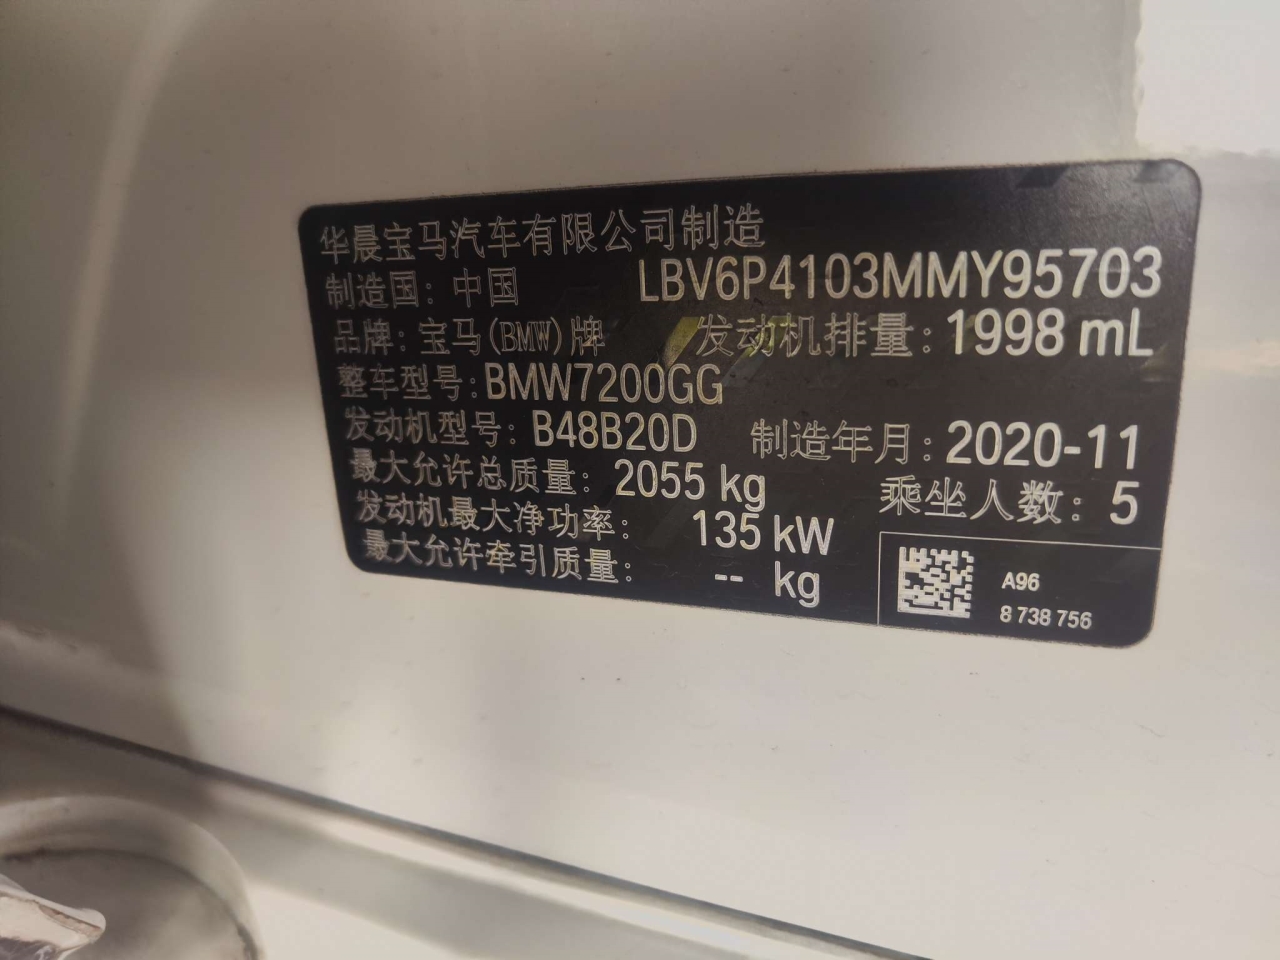 华晨宝马汽车有限公司制造
制造国：中国 LBV6P4103MMY95703
品牌：宝马(BMW)牌 发动机排量：1998 mL
整车型号：BMW7200GG
发动机型号：B48B20D 制造年月：2020-11
最大允许总质量：2055 kg 乘坐人数：5
发动机最大净功率：135 kW
最大允许牵引质量：-- kg
A96
8 738 756